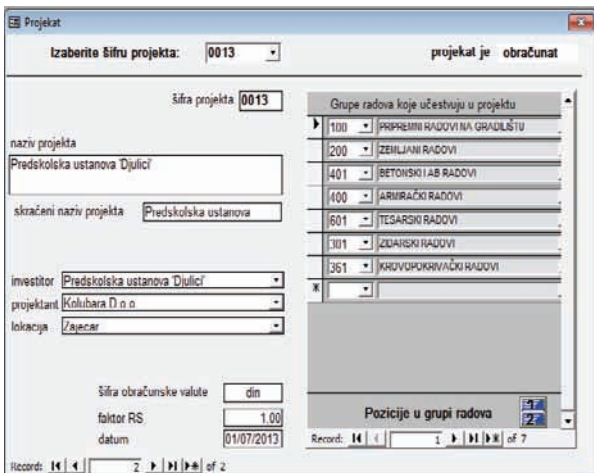 Projekat
Izaberite šifru projekta: 0013
projekat je obračunat
šifra projekta 0013
naziv projekta
Predskolska ustanova 'Djulici'
skraćeni naziv projekta Predskolska ustanova
investitor Predskolska ustanova 'Djulici'
projektant Kolubara D.o.o.
lokacija Zajecar
šifra obračunske valute din
faktor RS 1.00
datum 01/07/2013
Record: 2 of 2
Grupe radova koje učestvuju u projektu
100 PRIPREMNI RADOVI NA GRADILIŠTU
200 ZEMLJANI RADOVI
401 BETONSKI I AB RADOVI
400 ARMIRAČKI RADOVI
601 TESARSKI RADOVI
301 ZIDARSKI RADOVI
361 KROVOPOKRIVAČKI RADOVI
Pozicije u grupi radova
Record: 1 of 7